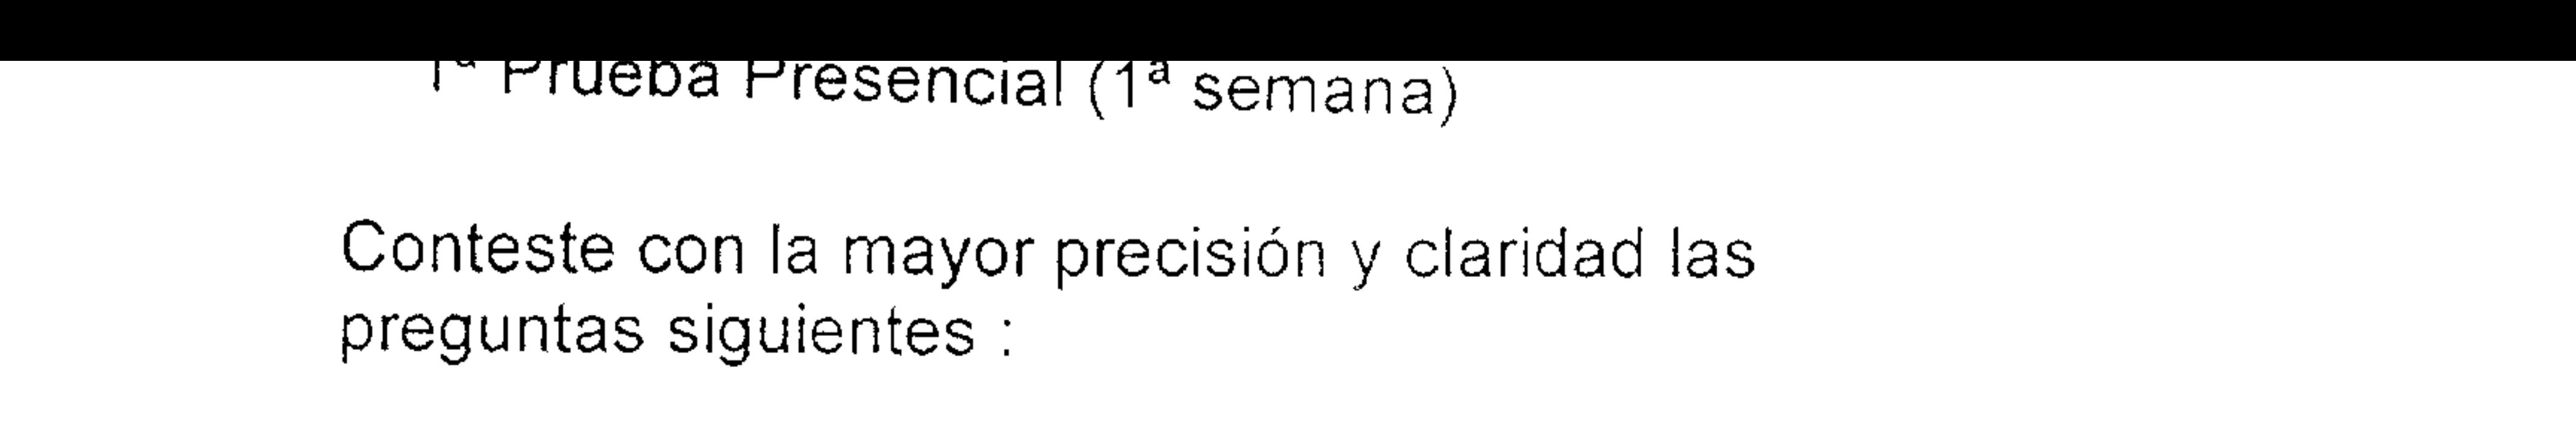 1ª Prueba Presencial (1ª semana)
Conteste con la mayor precisión y claridad las
preguntas siguientes :